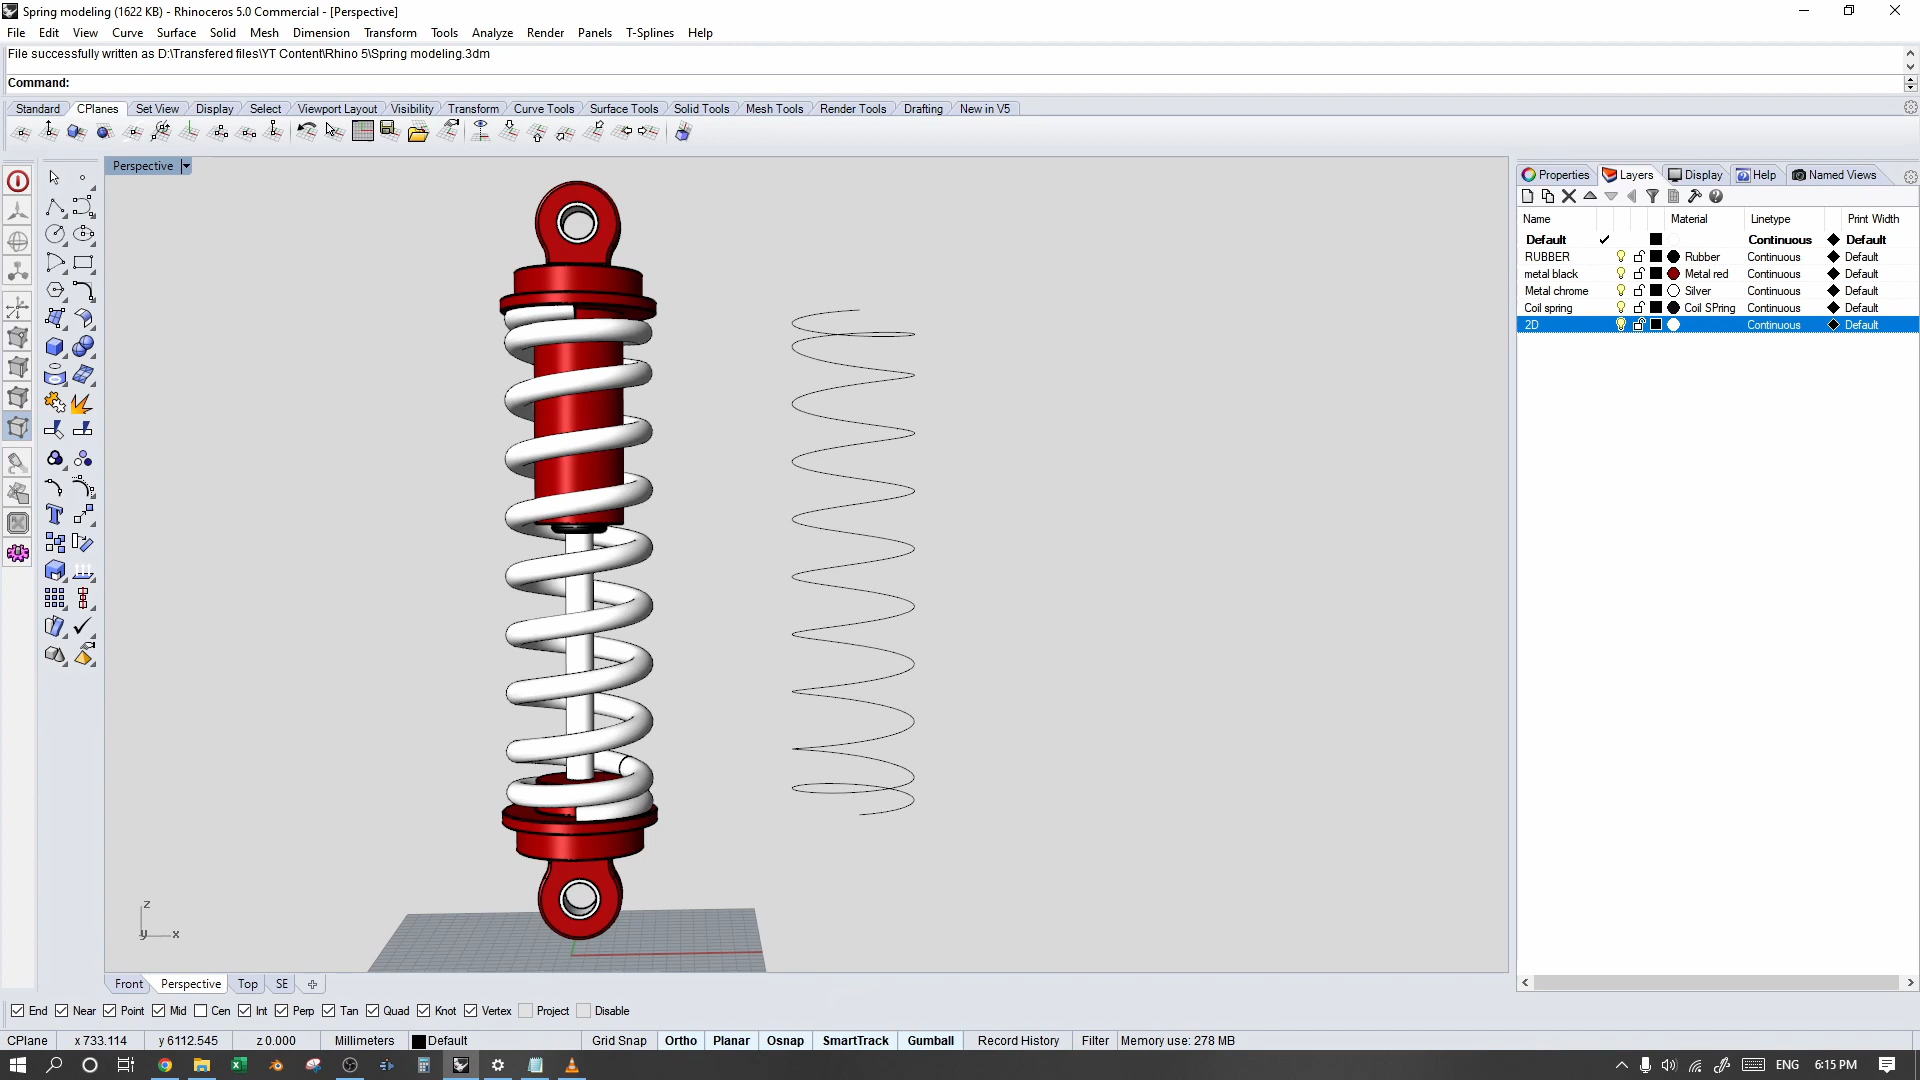 Spring modeling (1622 KB) - Rhinoceros 5.0 Commercial - [Perspective]
File Edit View Curve Surface Solid Mesh Dimension Transform Tools Analyze Render Panels T-Splines Help
File successfully written as D:\Transfered files\YT Content\Rhino 5\Spring modeling.3dm
Command:
Standard CPlanes Set View Display Select Viewport Layout Visibility Transform Curve Tools Surface Tools Solid Tools Mesh Tools Render Tools Drafting New in V5
Perspective
Properties Layers Display Help Named Views
Name Material Linetype Print Width
Default Continuous Default
RUBBER Rubber Continuous Default
metal black Metal red Continuous Default
Metal chrome Silver Continuous Default
Coil spring Coil SPring Continuous Default
2D Continuous Default
z
y x
Front Perspective Top SE
End Near Point Mid Cen Int Perp Tan Quad Knot Vertex Project Disable
CPlane x 733.114 y 6112.545 z 0.000 Millimeters Default Grid Snap Ortho Planar Osnap SmartTrack Gumball Record History Filter Memory use: 278 MB
ENG 6:15 PM